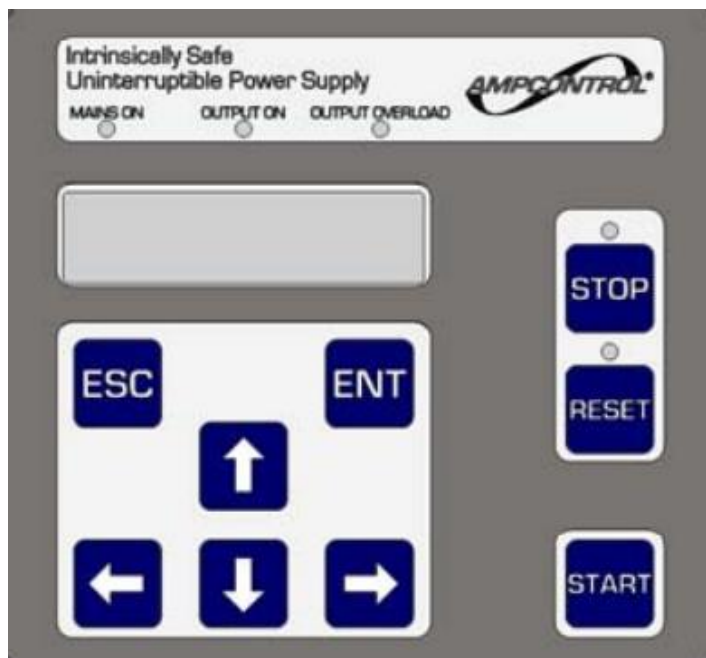 Intrinsically Safe
Uninterruptible Power Supply
AMPCONTROL®
MAINS ON OUTPUT ON OUTPUT OVERLOAD
STOP
ESC ENT
RESET
START